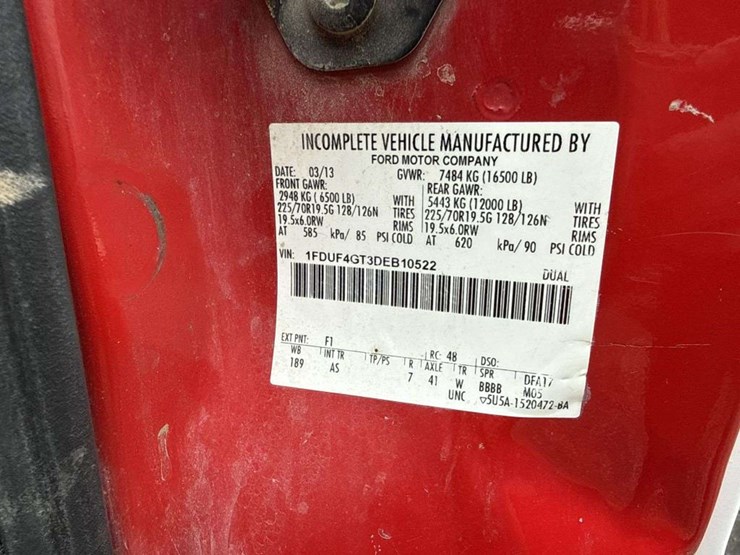 INCOMPLETE VEHICLE MANUFACTURED BY
FORD MOTOR COMPANY
DATE: 03/13 GVWR: 7484 KG (16500 LB)
FRONT GAWR: REAR GAWR:
2948 KG ( 6500 LB) WITH 5443 KG (12000 LB) WITH
225/70R19.5G 128/126N TIRES 225/70R19.5G 128/126N TIRES
19.5x6.0RW RIMS 19.5x6.0RW RIMS
AT 585 kPa/ 85 PSI COLD AT 620 kPa/ 90 PSI COLD
VIN: 1FDUF4GT3DEB10522
DUAL
EXT PNT: F1 RC: 48 DSO:
WB INT TR TP/PS R AXLE TR SPR DFA17
189 AS 7 41 W BBBB M05
UNC ▽5U5A-1520472-BA